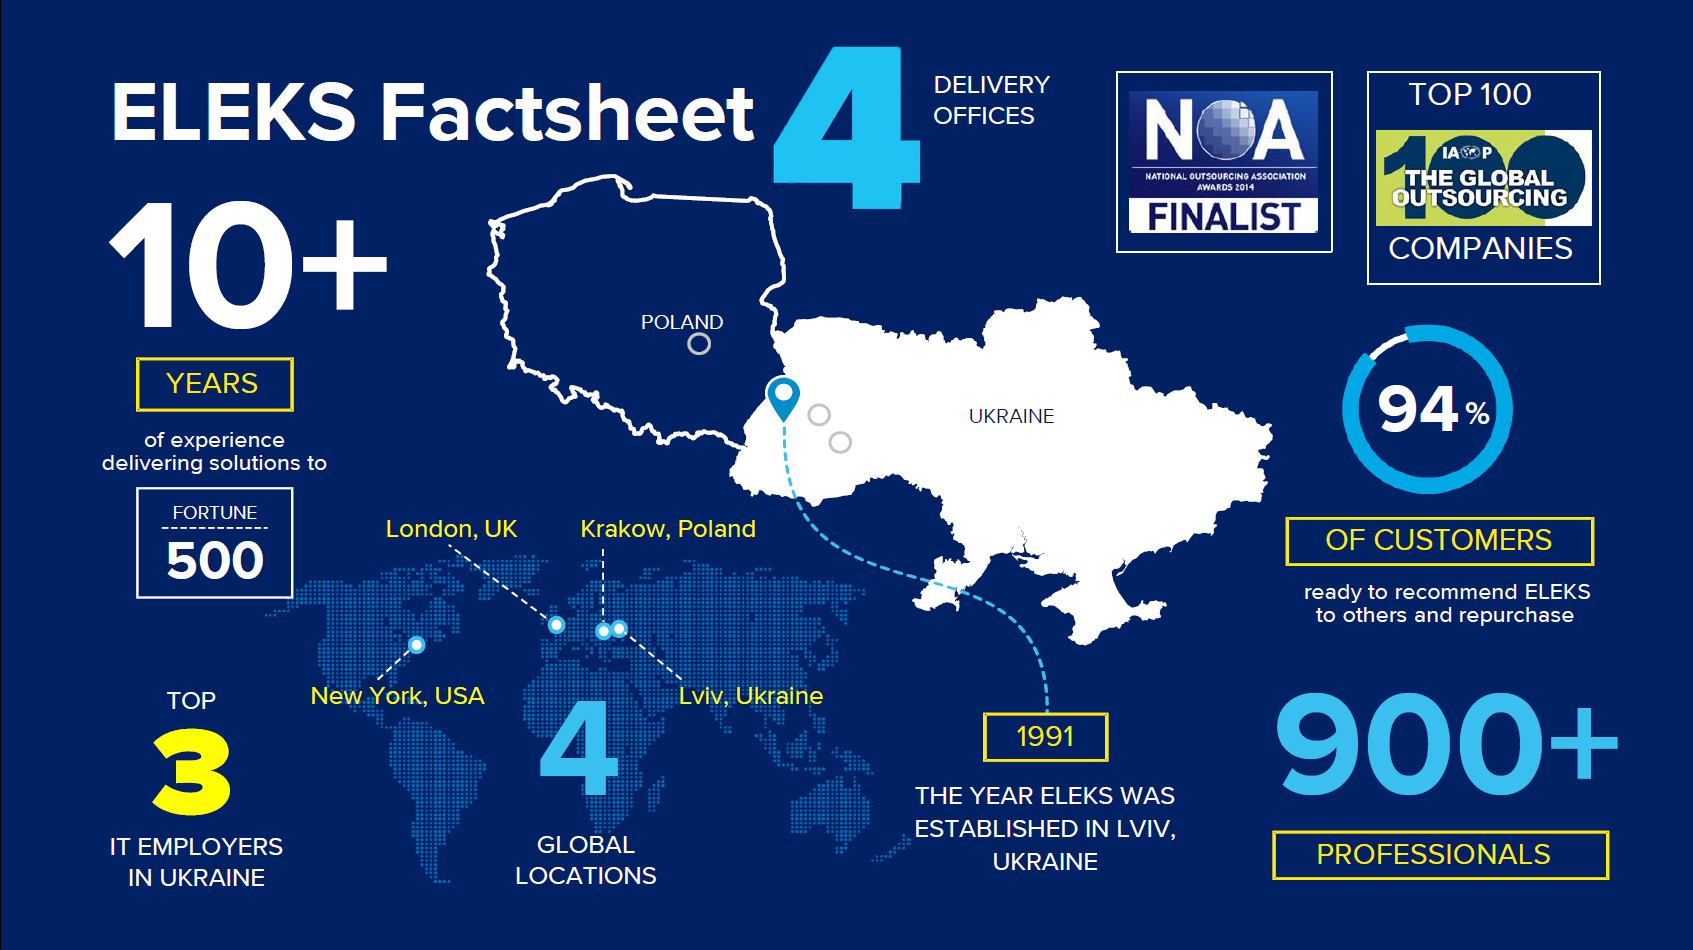 ELEKS Factsheet
4
DELIVERY
OFFICES
NOA
NATIONAL OUTSOURCING ASSOCIATION
AWARDS 2014
FINALIST
TOP 100
100
IAOP
THE GLOBAL
OUTSOURCING
COMPANIES
10+
YEARS
of experience
delivering solutions to
FORTUNE
500
POLAND
UKRAINE
94%
OF CUSTOMERS
ready to recommend ELEKS
to others and repurchase
London, UK
Krakow, Poland
New York, USA
Lviv, Ukraine
4
GLOBAL
LOCATIONS
TOP
3
IT EMPLOYERS
IN UKRAINE
1991
THE YEAR ELEKS WAS
ESTABLISHED IN LVIV,
UKRAINE
900+
PROFESSIONALS